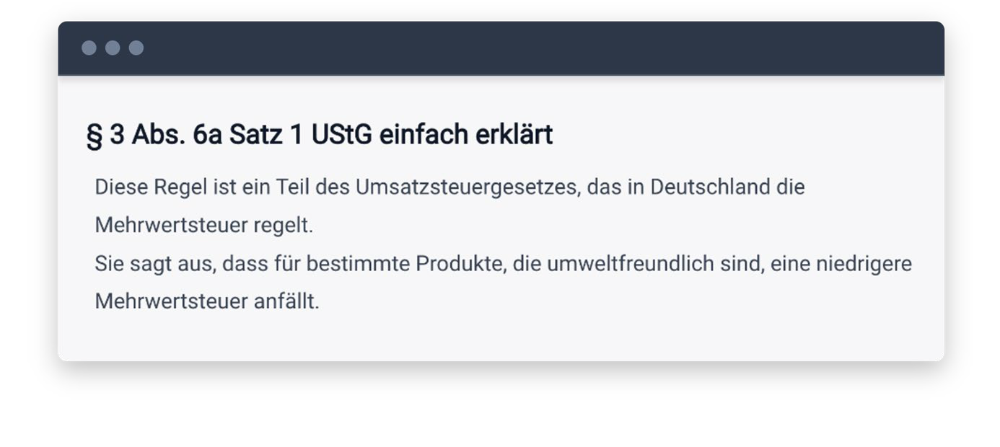 § 3 Abs. 6a Satz 1 UStG einfach erklärt
Diese Regel ist ein Teil des Umsatzsteuergesetzes, das in Deutschland die
Mehrwertsteuer regelt.
Sie sagt aus, dass für bestimmte Produkte, die umweltfreundlich sind, eine niedrigere
Mehrwertsteuer anfällt.